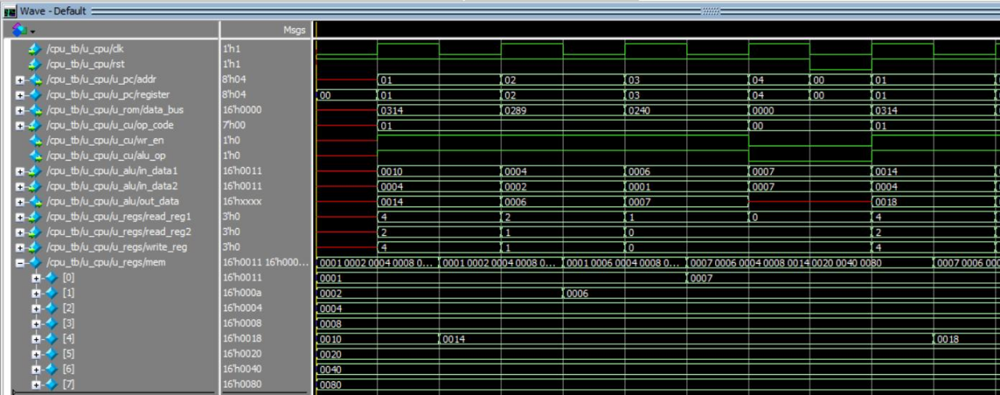 Wave - Default
Msgs
/cpu_tb/u_cpu/clk 1'h1
/cpu_tb/u_cpu/rst 1'h1
/cpu_tb/u_cpu/u_pc/addr 8'h04 01 02 03 04 00 01
/cpu_tb/u_cpu/u_pc/register 8'h04 00 01 02 03 04 00 01
/cpu_tb/u_cpu/u_rom/data_bus 16'h0000 0314 0289 0240 0000 0314
/cpu_tb/u_cpu/u_cu/op_code 7'h00 01 00 01
/cpu_tb/u_cpu/u_cu/wr_en 1'h0
/cpu_tb/u_cpu/u_cu/alu_op 1'h0
/cpu_tb/u_cpu/u_alu/in_data1 16'h0011 0010 0004 0006 0007 0014
/cpu_tb/u_cpu/u_alu/in_data2 16'h0011 0004 0002 0001 0007 0004
/cpu_tb/u_cpu/u_alu/out_data 16'hxxxx 0014 0006 0007 0018
/cpu_tb/u_cpu/u_regs/read_reg1 3'h0 4 2 1 0 4
/cpu_tb/u_cpu/u_regs/read_reg2 3'h0 2 1 0 2
/cpu_tb/u_cpu/u_regs/write_reg 3'h0 4 1 0 4
/cpu_tb/u_cpu/u_regs/mem 16'h0011 16'h000... 0001 0002 0004 0008 0... 0001 0002 0004 0008 0... 0001 0006 0004 0008 0... 0007 0006 0004 0008 0014 0020 0040 0080 0007 0006 000
[0] 16'h0011 0001 0007
[1] 16'h000a 0002 0006
[2] 16'h0004 0004
[3] 16'h0008 0008
[4] 16'h0018 0010 0014 0018
[5] 16'h0020 0020
[6] 16'h0040 0040
[7] 16'h0080 0080